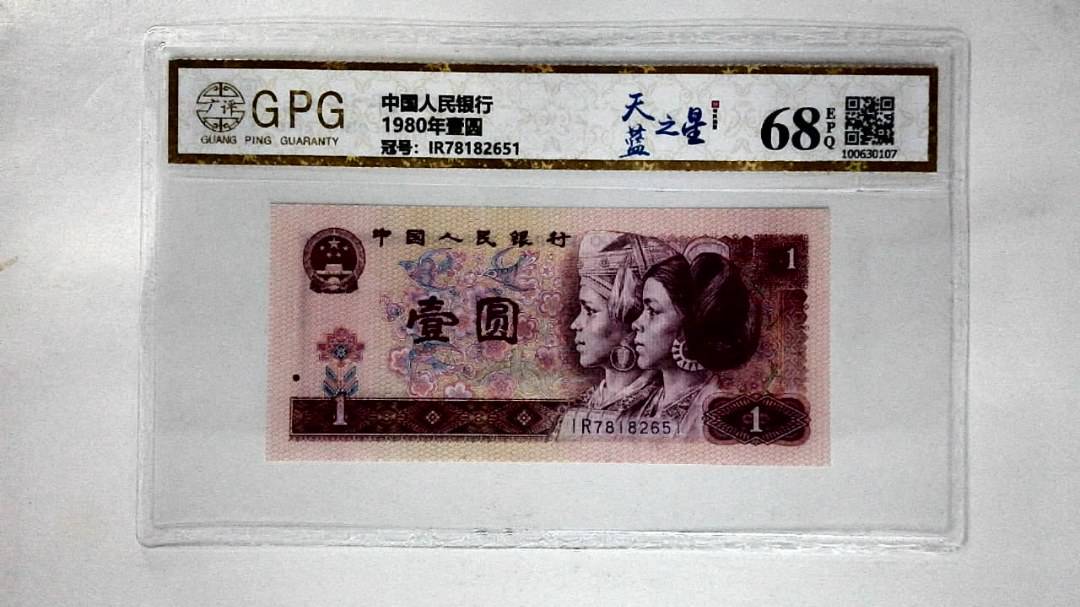 广评
GPG
GUANG PING GUARANTY
中国人民银行
1980年壹圆
冠号: IR78182651
天蓝之星
68
EPQ
100630107
中国人民银行
1
壹圆
1
1
IR78182651